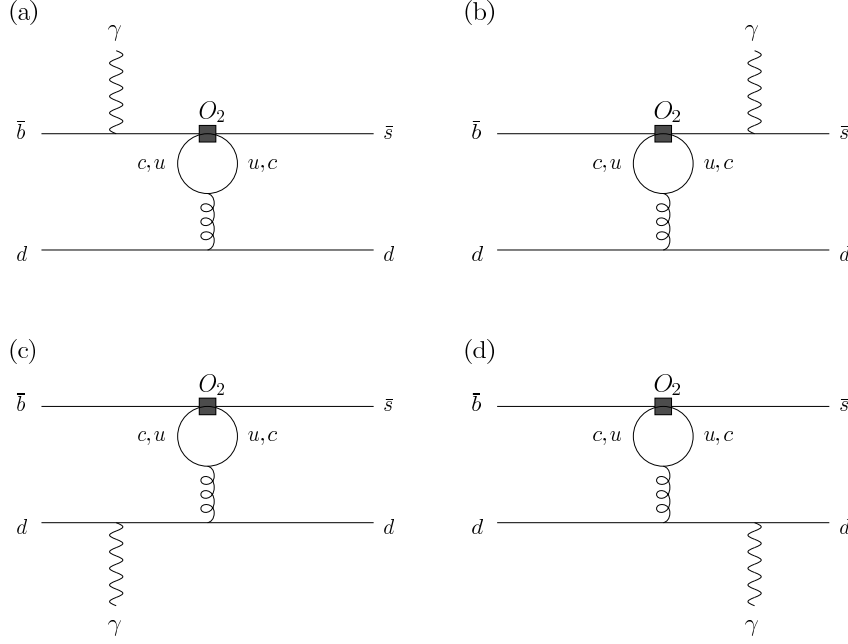 (a) (b)
γ γ
O₂ O₂
b̄ s̄ b̄ s̄
c, u u, c c, u u, c
d d d d
(c) (d)
O₂ O₂
b̄ s̄ b̄ s̄
c, u u, c c, u u, c
d d d d
γ γ